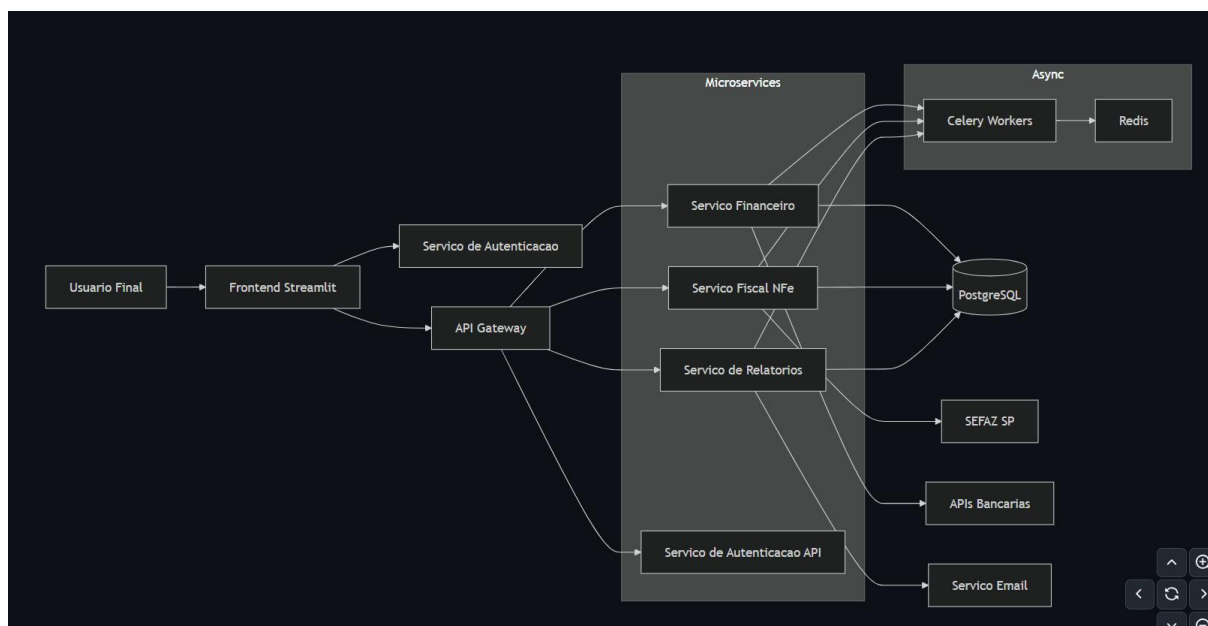 Microservices
Async
Celery Workers
Redis
Servico Financeiro
Servico de Autenticacao
Usuario Final
Frontend Streamlit
Servico Fiscal NFe
PostgreSQL
API Gateway
Servico de Relatorios
SEFAZ SP
APIs Bancarias
Servico de Autenticacao API
Servico Email